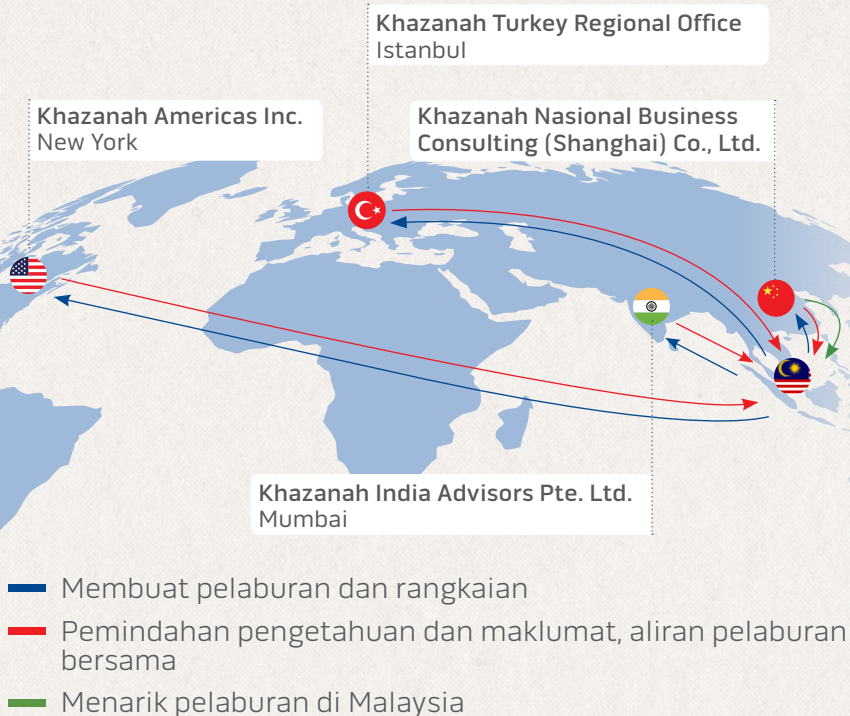 Khazanah Turkey Regional Office
Istanbul
Khazanah Americas Inc.
New York
Khazanah Nasional Business
Consulting (Shanghai) Co., Ltd.
Khazanah India Advisors Pte. Ltd.
Mumbai
Membuat pelaburan dan rangkaian
Pemindahan pengetahuan dan maklumat, aliran pelaburan
bersama
Menarik pelaburan di Malaysia